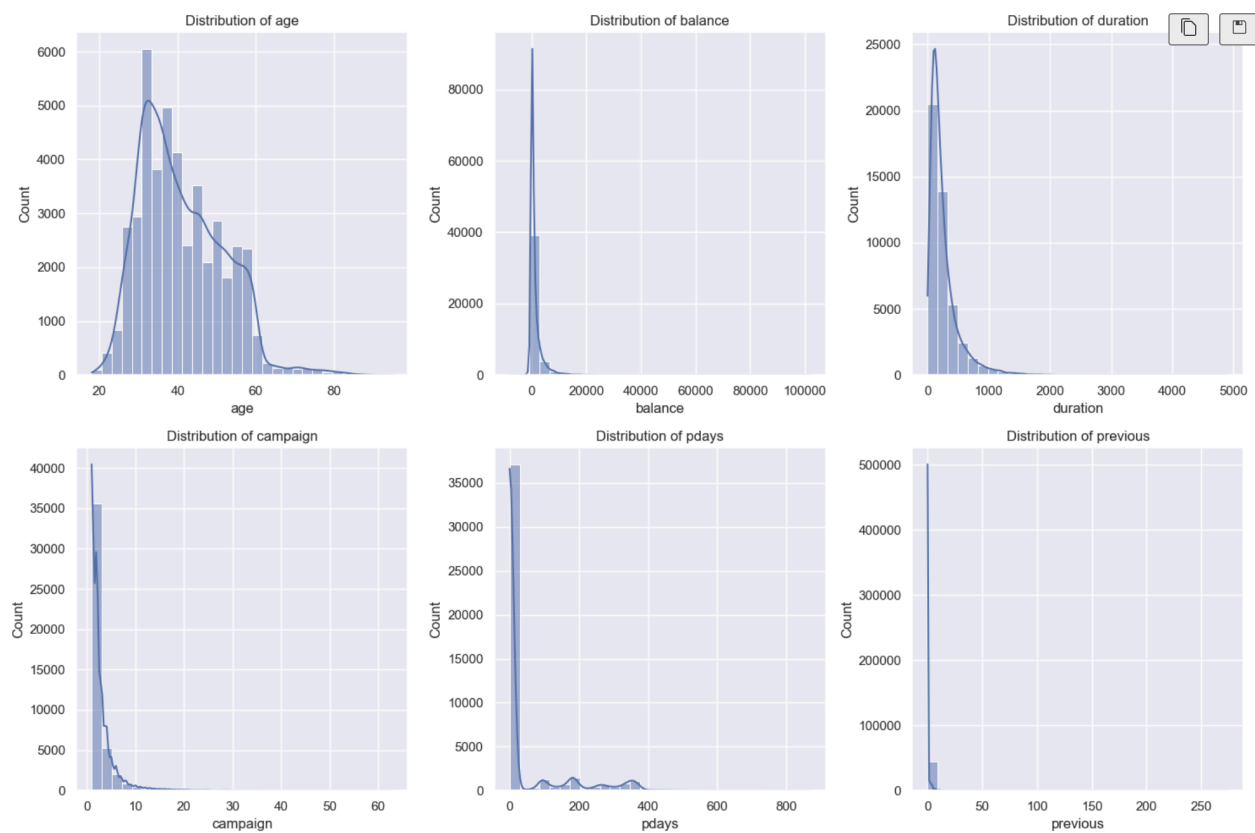 Distribution of age
6000
5000
4000
3000
2000
1000
0
Count
20 40 60 80
age
Distribution of balance
80000
60000
40000
20000
0
Count
0 20000 40000 60000 80000 100000
balance
Distribution of duration
25000
20000
15000
10000
5000
0
Count
0 1000 2000 3000 4000 5000
duration
Distribution of campaign
40000
35000
30000
25000
20000
15000
10000
5000
0
Count
0 10 20 30 40 50 60
campaign
Distribution of pdays
35000
30000
25000
20000
15000
10000
5000
0
Count
0 200 400 600 800
pdays
Distribution of previous
500000
400000
300000
200000
100000
0
Count
0 50 100 150 200 250
previous